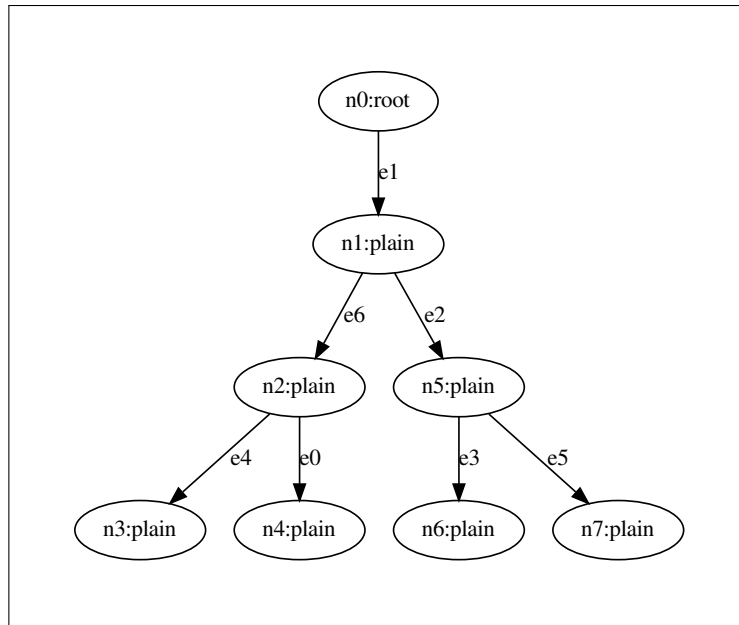 n0:root
e1
n1:plain
e6
e2
n2:plain
n5:plain
e4
e0
e3
e5
n3:plain
n4:plain
n6:plain
n7:plain